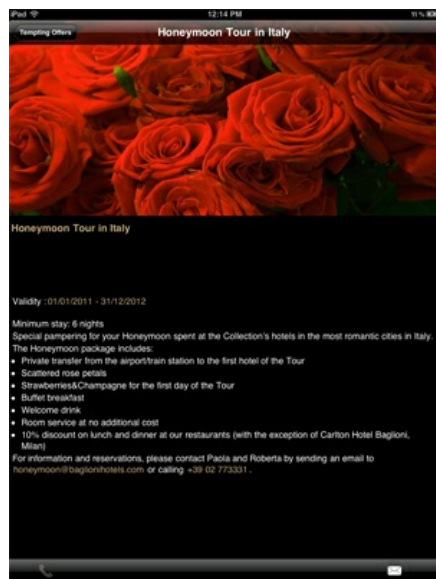 iPad 12:14 PM 11%
Tempting Offers
Honeymoon Tour in Italy
Honeymoon Tour in Italy
Validity : 01/01/2011 - 31/12/2012
Minimum stay: 6 nights
Special pampering for your Honeymoon spent at the Collection's hotels in the most romantic cities in Italy.
The Honeymoon package includes:
• Private transfer from the airport/train station to the first hotel of the Tour
• Scattered rose petals
• Strawberries&Champagne for the first day of the Tour
• Buffet breakfast
• Welcome drink
• Room service at no additional cost
• 10% discount on lunch and dinner at our restaurants (with the exception of Carlton Hotel Baglioni,
Milan)
For information and reservations, please contact Paola and Roberta by sending an email to
honeymoon@baglionihotels.com or calling +39 02 773331 .